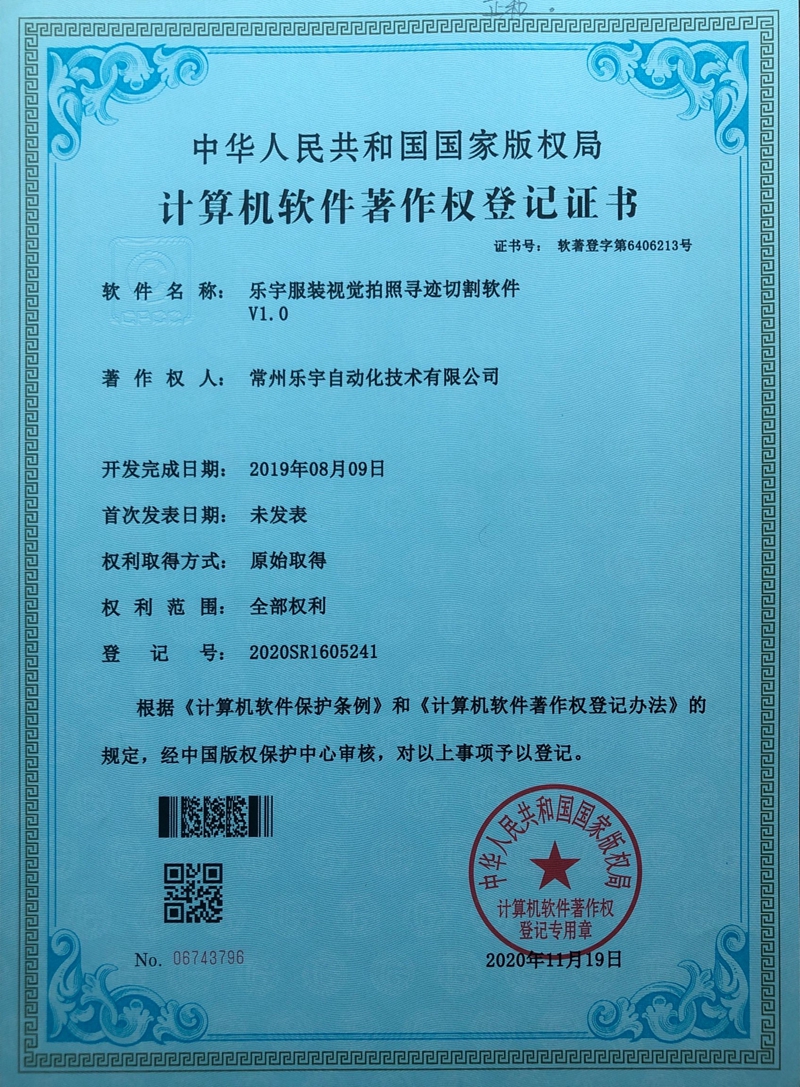 正和。
中华人民共和国国家版权局
计算机软件著作权登记证书
证书号： 软著登字第6406213号
软件名称： 乐宇服装视觉拍照寻迹切割软件
V1.0
著作权人： 常州乐宇自动化技术有限公司
开发完成日期： 2019年08月09日
首次发表日期： 未发表
权利取得方式： 原始取得
权利范围： 全部权利
登记号： 2020SR1605241
根据《计算机软件保护条例》和《计算机软件著作权登记办法》的
规定，经中国版权保护中心审核，对以上事项予以登记。
中华人民共和国国家版权局
计算机软件著作权
登记专用章
No. 06743796
2020年11月19日